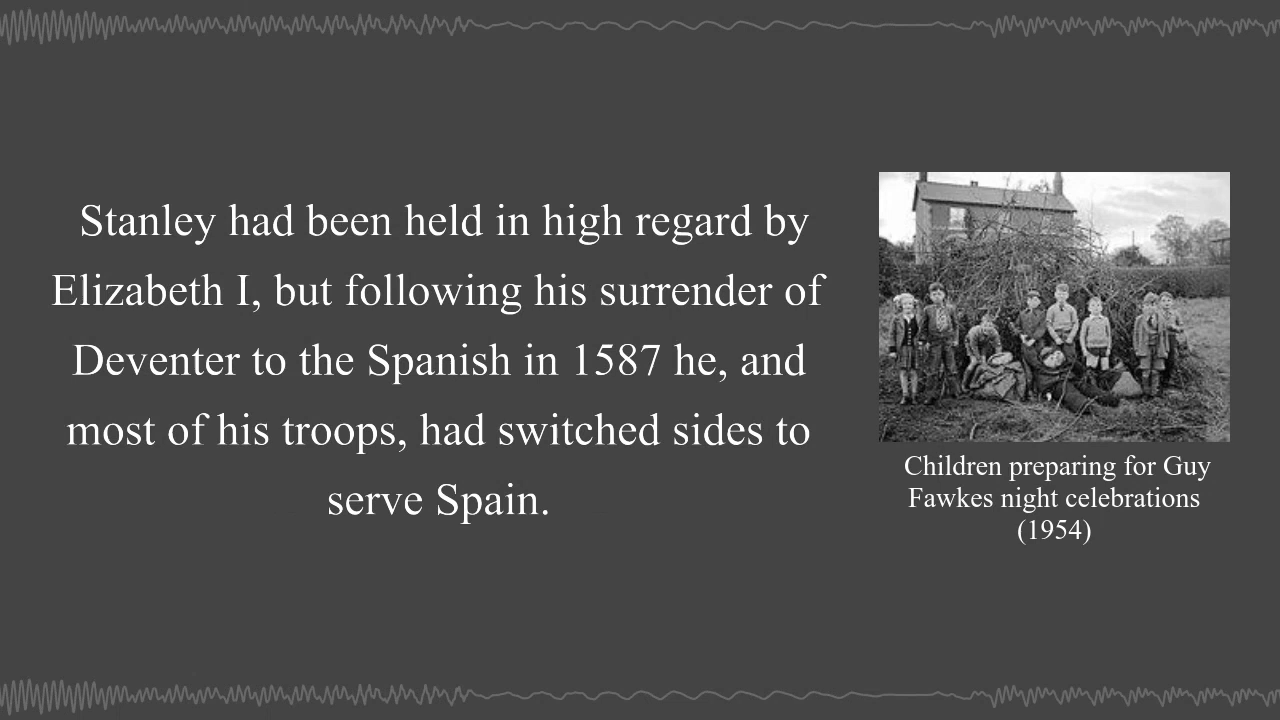 Stanley had been held in high regard by
Elizabeth I, but following his surrender of
Deventer to the Spanish in 1587 he, and
most of his troops, had switched sides to
serve Spain.
Children preparing for Guy
Fawkes night celebrations
(1954)